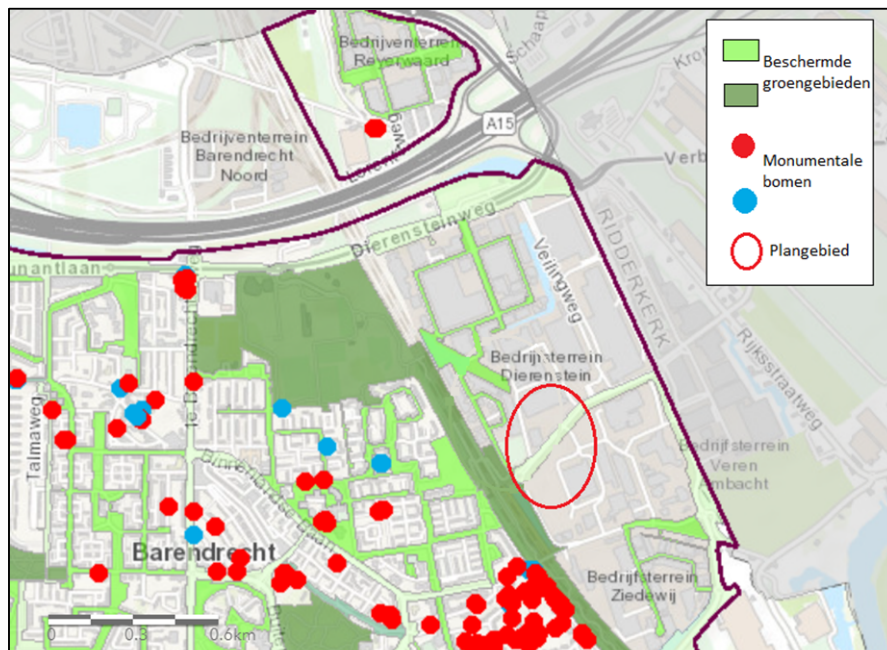 Bedrijventerrein
Reyerwaard
Bedrijventerrein
Barendrecht
Noord
A15
Dierensteinweg
Veilingweg
RIDDERKERK
Rijksstraatweg
Talmaweg
Bedrijfsterrein
Dierenstein
Bedrijfsterrein
Veren
Ambacht
Bedrijfsterrein
Ziedewij
Barendrecht
0
0.3
0.6km
Beschermde
groengebieden
Monumentale
bomen
Plangebied